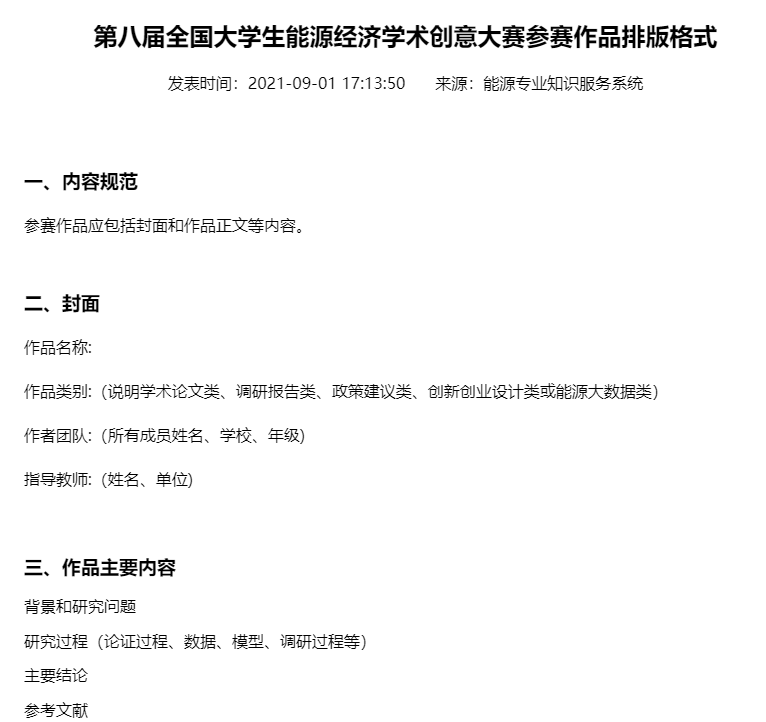 第八届全国大学生能源经济学术创意大赛参赛作品排版格式
发表时间：2021-09-01 17:13:50 来源：能源专业知识服务系统
一、内容规范
参赛作品应包括封面和作品正文等内容。
二、封面
作品名称:
作品类别:（说明学术论文类、调研报告类、政策建议类、创新创业设计类或能源大数据类）
作者团队:（所有成员姓名、学校、年级)
指导教师:（姓名、单位)
三、作品主要内容
背景和研究问题
研究过程（论证过程、数据、模型、调研过程等）
主要结论
参考文献